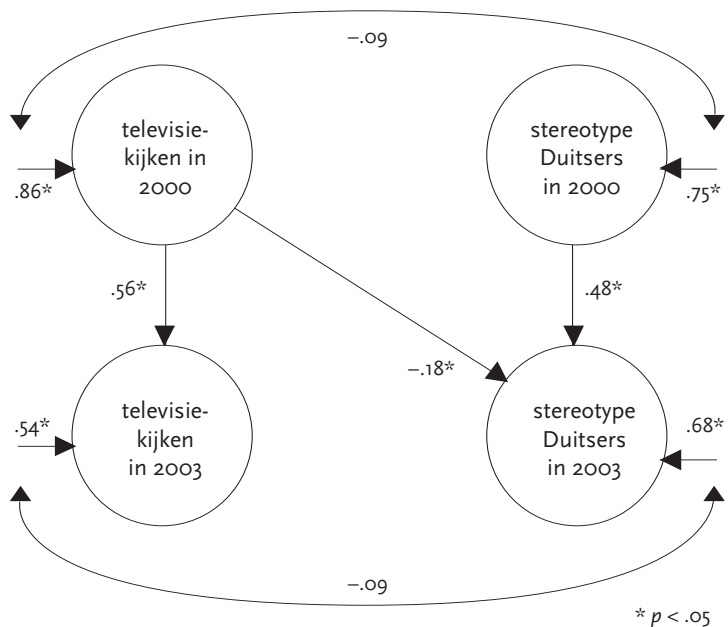 –.09
televisie-
kijken in
2000
stereotype
Duitsers
in 2000
.86*
.75*
.56*
.48*
–.18*
televisie-
kijken
in 2003
stereotype
Duitsers
in 2003
.54*
.68*
–.09
* p < .05